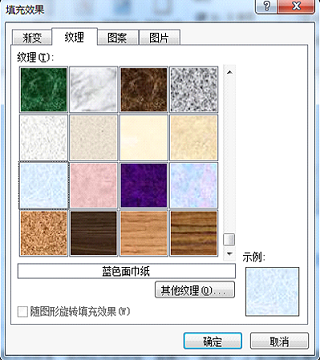 填充效果
渐变 纹理 图案 图片
纹理(T):
蓝色面巾纸
其他纹理(O)...
示例:
随图形旋转填充效果(W)
确定 取消